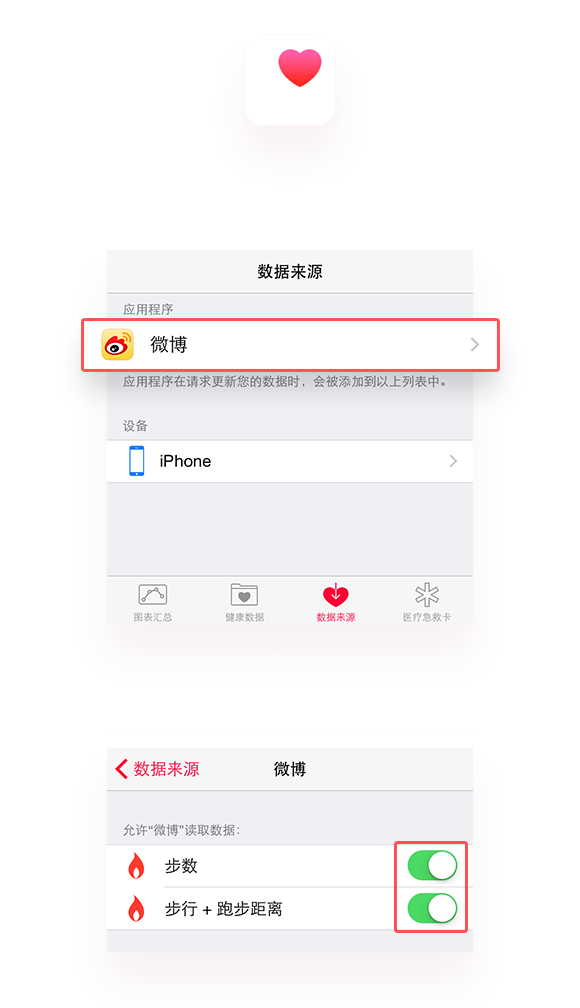 数据来源
应用程序
微博
应用程序在请求更新您的数据时，会被添加到以上列表中。
设备
iPhone
图表汇总 健康数据 数据来源 医疗急救卡
数据来源 微博
允许“微博”读取数据：
步数
步行 + 跑步距离